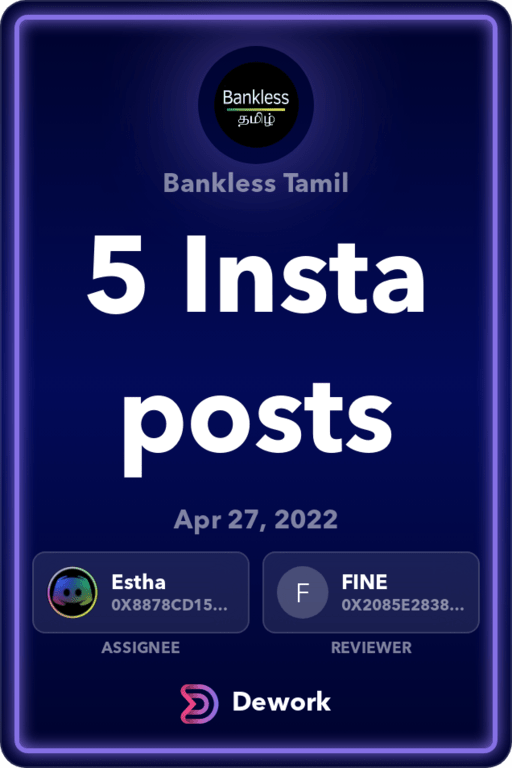 Bankless
தமிழ்
Bankless Tamil
5 Insta
posts
Apr 27, 2022
Estha
0X8878CD15...
ASSIGNEE
F
FINE
0X2085E2838...
REVIEWER
Dework